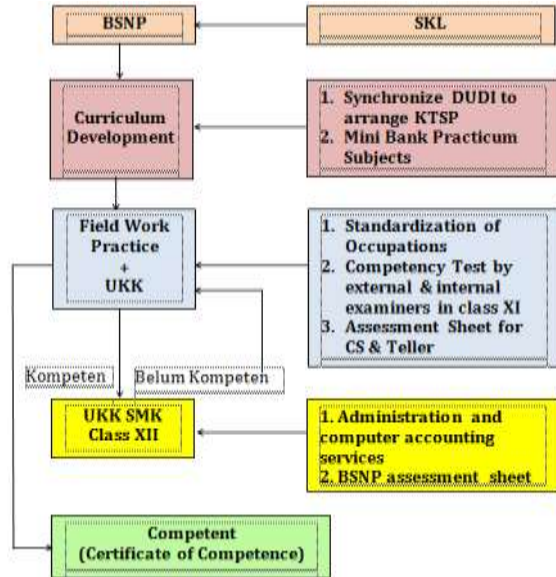 BSNP
SKL
Curriculum
Development
1. Synchronize DUDI to
arrange KTSP
2. Mini Bank Practicum
Subjects
Field Work
Practice
+
UKK
1. Standardization of
Occupations
2. Competency Test by
external & internal
examiners in class XI
3. Assessment Sheet for
CS & Teller
Kompeten
Belum Kompeten
UKK SMK
Class XII
1. Administration and
computer accounting
services
2. BSNP assessment sheet
Competent
(Certificate of Competence)